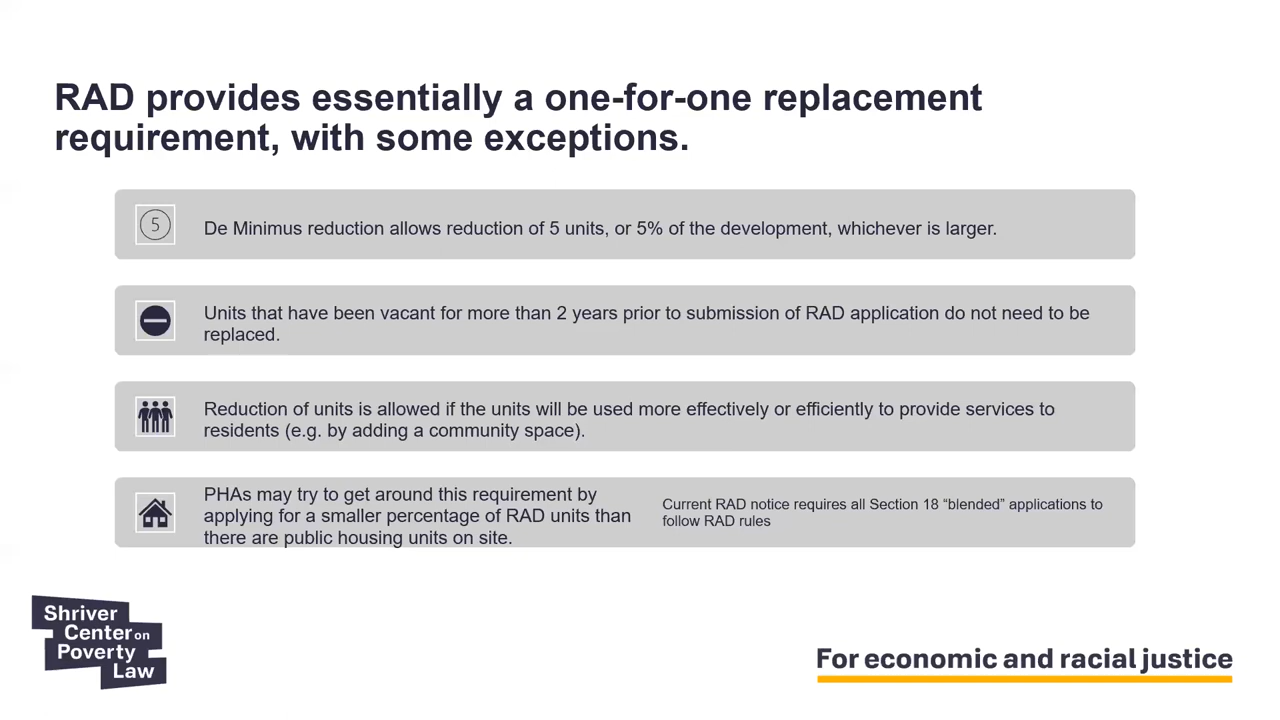 RAD provides essentially a one-for-one replacement
requirement, with some exceptions.
5
De Minimus reduction allows reduction of 5 units, or 5% of the development, whichever is larger.
Units that have been vacant for more than 2 years prior to submission of RAD application do not need to be
replaced.
Reduction of units is allowed if the units will be used more effectively or efficiently to provide services to
residents (e.g. by adding a community space).
PHAs may try to get around this requirement by
applying for a smaller percentage of RAD units than
there are public housing units on site.
Current RAD notice requires all Section 18 “blended” applications to
follow RAD rules
Shriver
Center on
Poverty
Law
For economic and racial justice